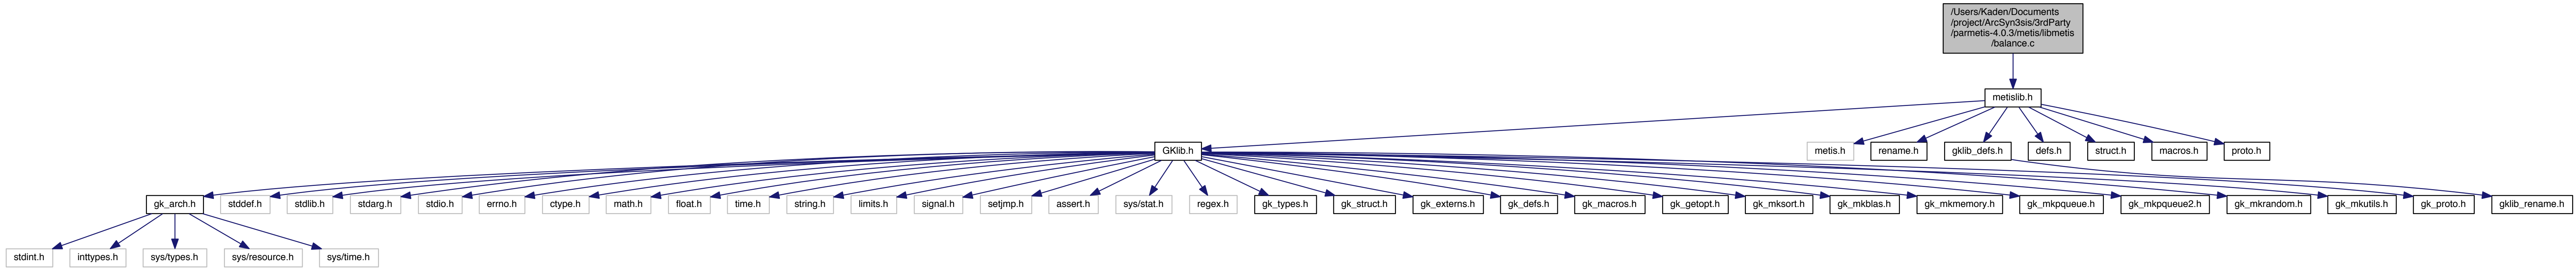 /Users/Kaden/Documents
/project/ArcSyn3sis/3rdParty
/parmetis-4.0.3/metis/libmetis
/balance.c
metislib.h
GKlib.h
metis.h
rename.h
gklib_defs.h
defs.h
struct.h
macros.h
proto.h
gk_arch.h
stddef.h
stdlib.h
stdarg.h
stdio.h
errno.h
ctype.h
math.h
float.h
time.h
string.h
limits.h
signal.h
setjmp.h
assert.h
sys/stat.h
regex.h
gk_types.h
gk_struct.h
gk_externs.h
gk_defs.h
gk_macros.h
gk_getopt.h
gk_mksort.h
gk_mkblas.h
gk_mkmemory.h
gk_mkpqueue.h
gk_mkpqueue2.h
gk_mkrandom.h
gk_mkutils.h
gk_proto.h
gklib_rename.h
stdint.h
inttypes.h
sys/types.h
sys/resource.h
sys/time.h